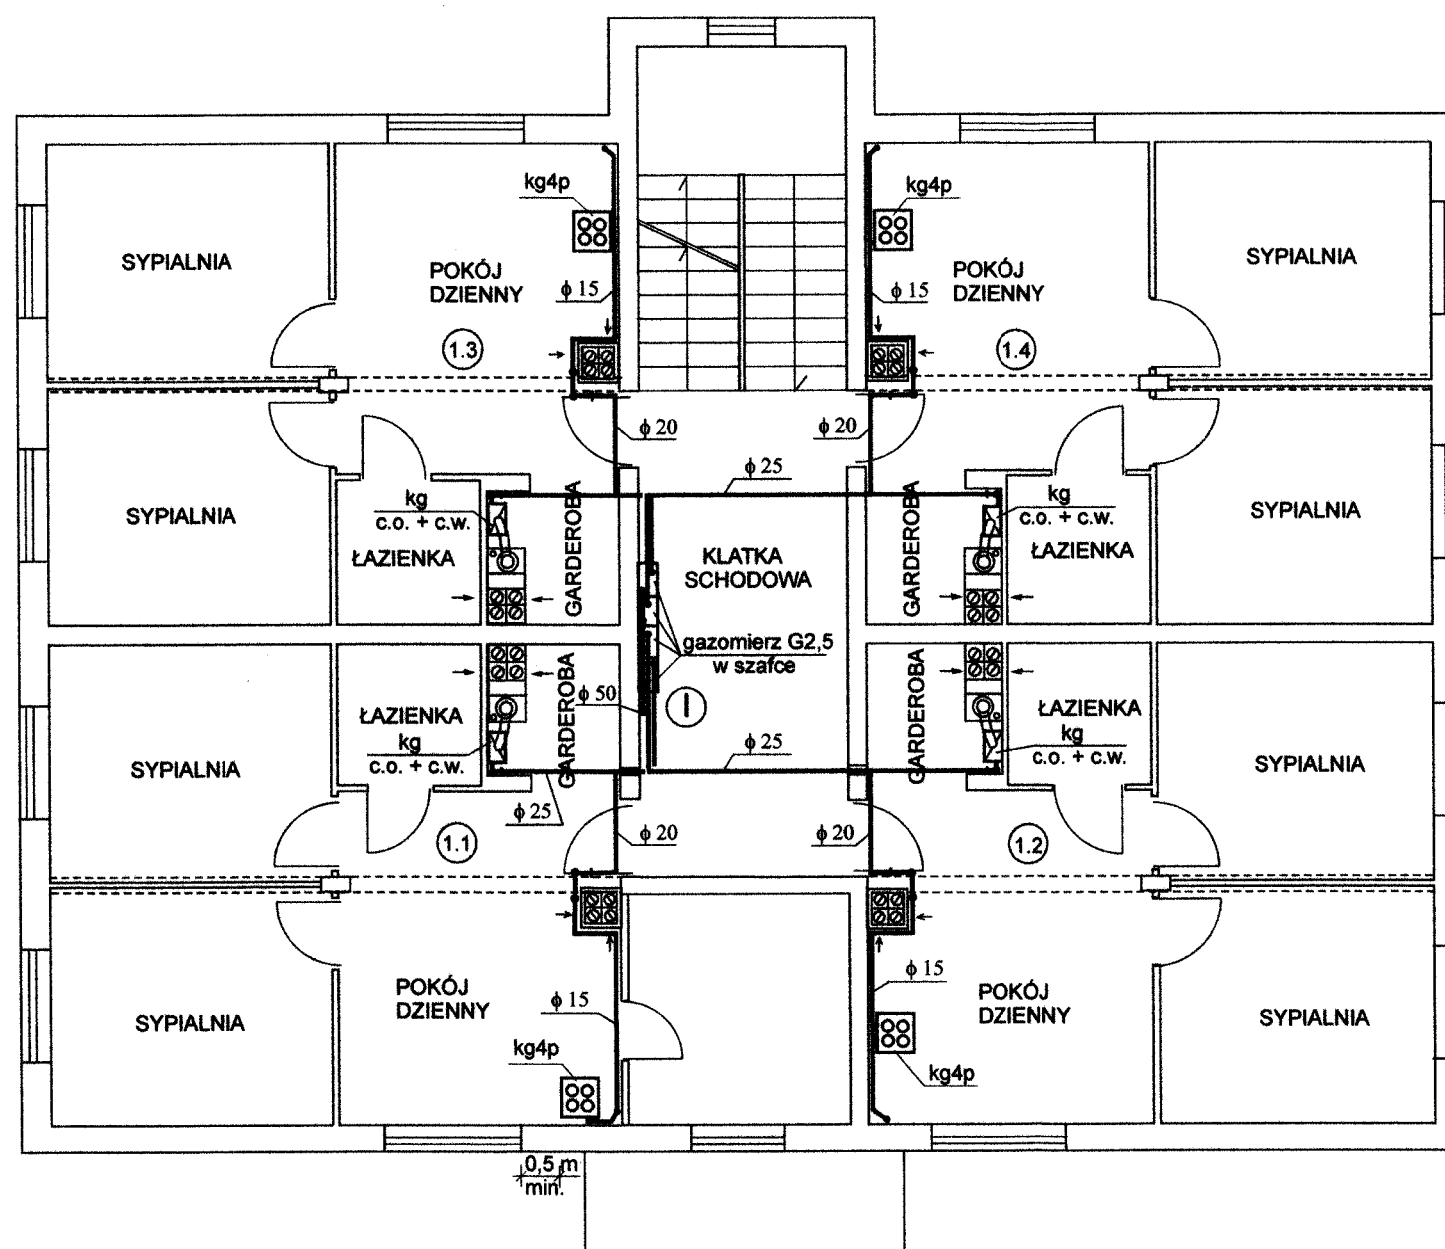 kg4p
kg4p
SYPIALNIA
POKÓJ
DZIENNY
ϕ 15
ϕ 15
POKÓJ
DZIENNY
SYPIALNIA
1.3
1.4
ϕ 20
ϕ 20
ϕ 25
SYPIALNIA
kg
c.o. + c.w.
ŁAZIENKA
GARDEROBA
KLATKA
SCHODOWA
GARDEROBA
kg
c.o. + c.w.
ŁAZIENKA
SYPIALNIA
gazomierz G2,5
w szafce
ϕ 50
I
SYPIALNIA
ŁAZIENKA
kg
c.o. + c.w.
GARDEROBA
ϕ 25
GARDEROBA
ŁAZIENKA
kg
c.o. + c.w.
SYPIALNIA
ϕ 25
1.1
ϕ 20
ϕ 20
1.2
SYPIALNIA
POKÓJ
DZIENNY
ϕ 15
kg4p
ϕ 15
POKÓJ
DZIENNY
kg4p
SYPIALNIA
0,5 m
min.